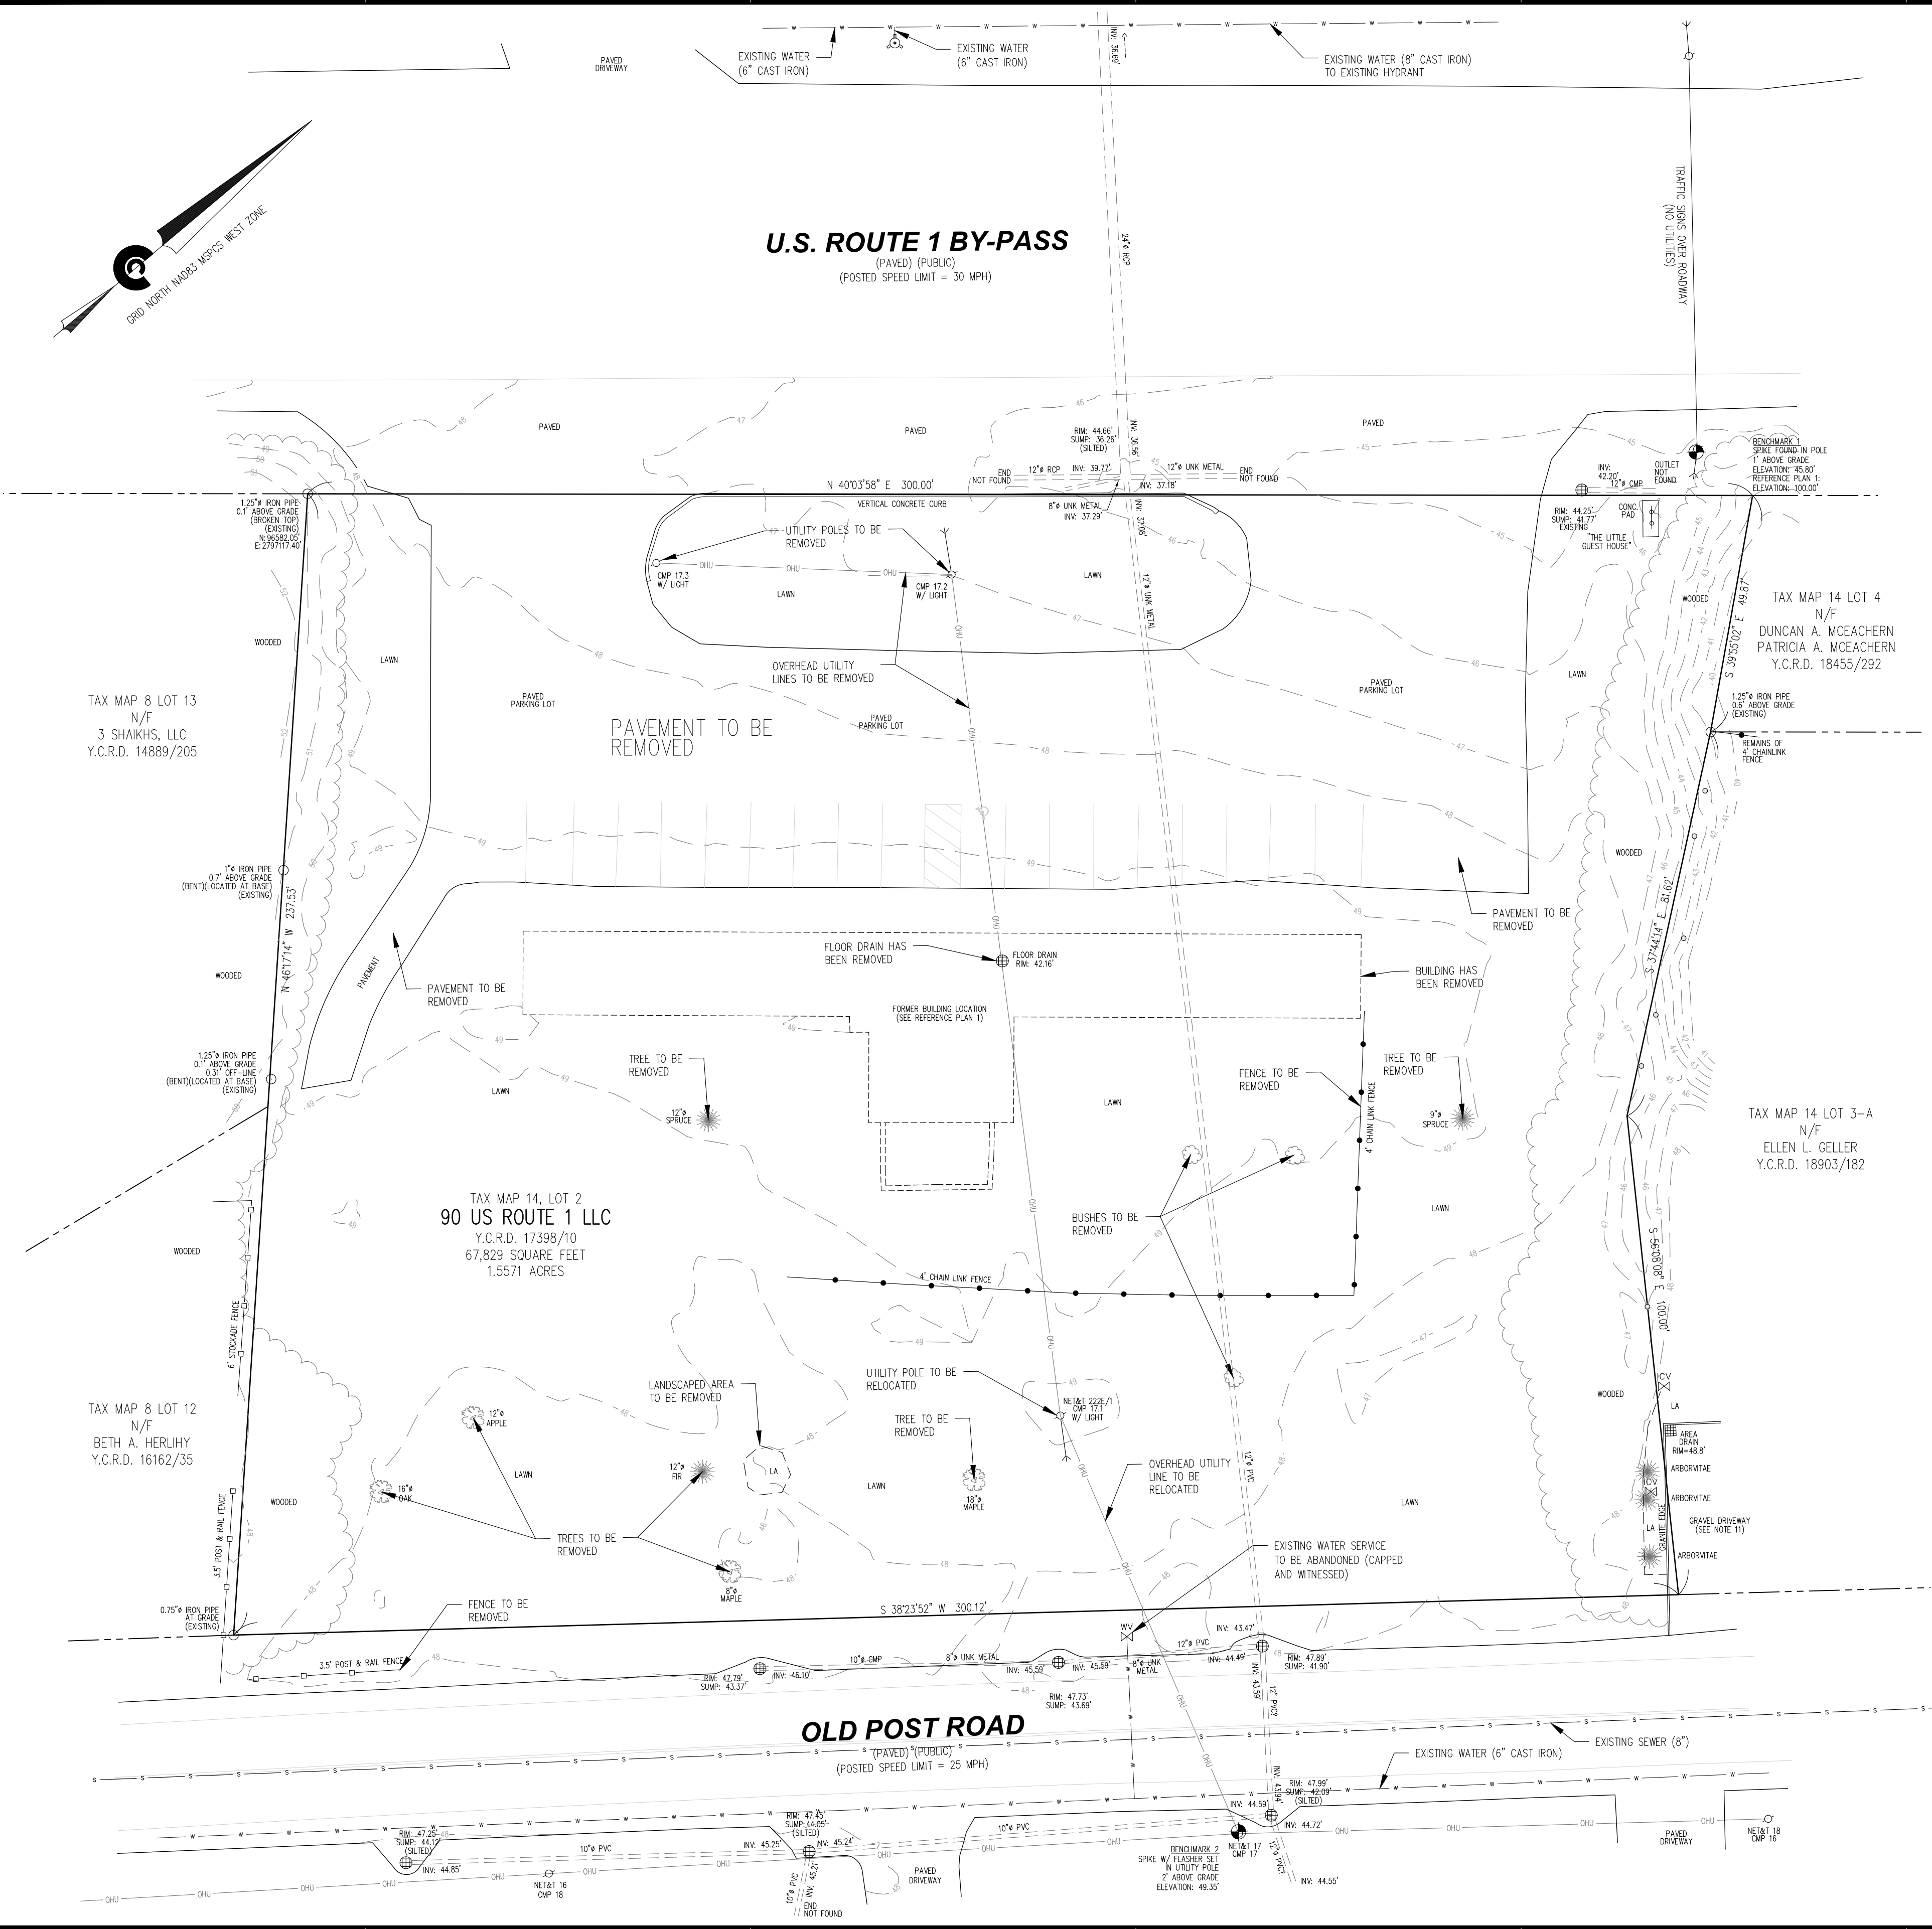 EXISTING WATER
(6" CAST IRON)
EXISTING WATER
(6" CAST IRON)
EXISTING WATER (8" CAST IRON)
TO EXISTING HYDRANT
PAVED
DRIVEWAY
INV: 36.69'
TRAFFIC SIGNS OVER ROADWAY
(NO UTILITIES)
GRID NORTH NAD83 MSPCS WEST ZONE
U.S. ROUTE 1 BY-PASS
(PAVED) (PUBLIC)
(POSTED SPEED LIMIT = 30 MPH)
24"ø RCP
PAVED
PAVED
PAVED
RIM: 44.66'
SUMP: 36.26'
(SILTED)
INV: 36.56'
END
NOT FOUND
12"ø RCP
INV: 39.77'
12"ø UNK METAL
END
NOT FOUND
INV: 37.18'
N 40°03'58" E 300.00'
VERTICAL CONCRETE CURB
8"ø UNK METAL
INV: 37.29'
INV: 37.08'
12"ø UNK METAL
INV:
42.20'
OUTLET
NOT
FOUND
12"ø CMP
RIM: 44.25'
SUMP: 41.77'
EXISTING
CONC.
PAD
"THE LITTLE
GUEST HOUSE"
BENCHMARK 1
SPIKE FOUND IN POLE
1' ABOVE GRADE
ELEVATION: 45.80'
REFERENCE PLAN 1:
ELEVATION: 100.00'
1.25"ø IRON PIPE
0.1' ABOVE GRADE
(BROKEN TOP)
(EXISTING)
N: 96582.05'
E: 2797117.40'
UTILITY POLES TO BE
REMOVED
CMP 17.3
W/ LIGHT
CMP 17.2
W/ LIGHT
LAWN
LAWN
OHU
OHU
OHU
WOODED
LAWN
OVERHEAD UTILITY
LINES TO BE REMOVED
TAX MAP 8 LOT 13
N/F
3 SHAIKHS, LLC
Y.C.R.D. 14889/205
PAVED
PARKING LOT
PAVEMENT TO BE
REMOVED
PAVED
PARKING LOT
PAVED
PARKING LOT
LAWN
WOODED
S 39°55'02" E 49.87'
TAX MAP 14 LOT 4
N/F
DUNCAN A. MCEACHERN
PATRICIA A. MCEACHERN
Y.C.R.D. 18455/292
1.25"ø IRON PIPE
0.6' ABOVE GRADE
(EXISTING)
REMAINS OF
4' CHAINLINK
FENCE
WOODED
S 37°44'14" E 81.62'
1"ø IRON PIPE
0.7' ABOVE GRADE
(BENT)(LOCATED AT BASE)
(EXISTING)
N 46°17'14" W 237.53'
WOODED
PAVEMENT
PAVEMENT TO BE
REMOVED
PAVEMENT TO BE
REMOVED
FLOOR DRAIN HAS
BEEN REMOVED
FLOOR DRAIN
RIM: 42.16'
BUILDING HAS
BEEN REMOVED
FORMER BUILDING LOCATION
(SEE REFERENCE PLAN 1)
1.25"ø IRON PIPE
0.1' ABOVE GRADE
0.31' OFF-LINE
(BENT)(LOCATED AT BASE)
(EXISTING)
LAWN
TREE TO BE
REMOVED
12"ø
SPRUCE
FENCE TO BE
REMOVED
LAWN
4' CHAIN LINK FENCE
TREE TO BE
REMOVED
9"ø
SPRUCE
TAX MAP 14 LOT 3-A
N/F
ELLEN L. GELLER
Y.C.R.D. 18903/182
TAX MAP 14, LOT 2
90 US ROUTE 1 LLC
Y.C.R.D. 17398/10
67,829 SQUARE FEET
1.5571 ACRES
BUSHES TO BE
REMOVED
LAWN
WOODED
6' STOCKADE FENCE
4' CHAIN LINK FENCE
S 56°08'08" E 100.00'
TAX MAP 8 LOT 12
N/F
BETH A. HERLIHY
Y.C.R.D. 16162/35
LANDSCAPED AREA
TO BE REMOVED
UTILITY POLE TO BE
RELOCATED
NET&T 222E/1
CMP 17.1
W/ LIGHT
TREE TO BE
REMOVED
WOODED
ICV
LA
AREA
DRAIN
RIM=48.8'
12"ø
APPLE
16"ø
OAK
12"ø
FIR
LA
LAWN
LAWN
18"ø
MAPLE
OVERHEAD UTILITY
LINE TO BE
RELOCATED
12"ø PVC
LAWN
ARBORVITAE
ICV
ARBORVITAE
LA
GRANITE EDGE
GRAVEL DRIVEWAY
(SEE NOTE 11)
ARBORVITAE
WOODED
3.5' POST & RAIL FENCE
TREES TO BE
REMOVED
8"ø
MAPLE
EXISTING WATER SERVICE
TO BE ABANDONED (CAPPED
AND WITNESSED)
0.75"ø IRON PIPE
AT GRADE
(EXISTING)
FENCE TO BE
REMOVED
S 38°23'52" W 300.12'
3.5' POST & RAIL FENCE
WV
INV: 43.47'
12"ø PVC
RIM: 47.79'
SUMP: 43.37'
INV: 46.10'
10"ø CMP
8"ø UNK METAL
INV: 45.59'
INV: 45.59'
8"ø UNK
METAL
INV: 44.49'
RIM: 47.89'
SUMP: 41.90'
RIM: 47.73'
SUMP: 43.69'
INV: 43.59'
12" PVC?
OLD POST ROAD
(PAVED) (PUBLIC)
(POSTED SPEED LIMIT = 25 MPH)
EXISTING SEWER (8")
EXISTING WATER (6" CAST IRON)
INV: 43.94'
RIM: 47.99'
SUMP: 42.09'
(SILTED)
INV: 44.59'
INV: 44.72'
RIM: 47.25'
SUMP: 44.12'
(SILTED)
INV: 44.85'
10"ø PVC
RIM: 47.45'
SUMP: 44.05'
(SILTED)
INV: 45.25'
INV: 45.24'
INV: 45.21'
10"ø PVC
10"ø PVC
END
NOT FOUND
NET&T 16
CMP 18
PAVED
DRIVEWAY
BENCHMARK 2
SPIKE W/ FLASHER SET
IN UTILITY POLE
2' ABOVE GRADE
ELEVATION: 49.35'
NET&T 17
CMP 17
12"ø PVC?
INV: 44.55'
PAVED
DRIVEWAY
NET&T 18
CMP 16